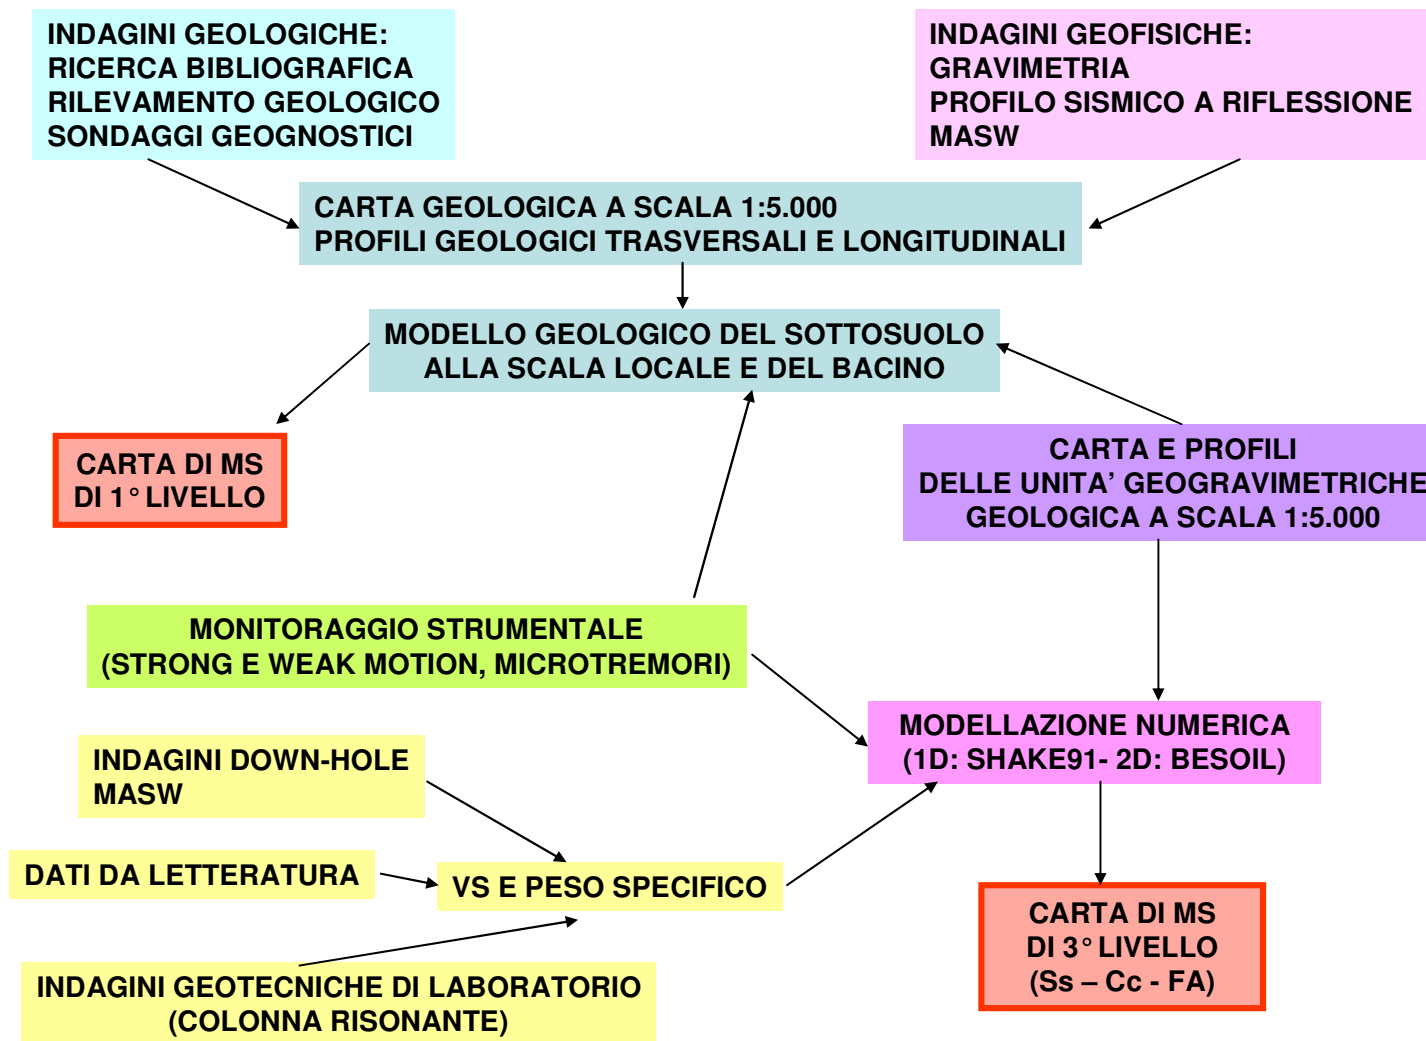 INDAGINI GEOLOGICHE:
RICERCA BIBLIOGRAFICA
RILEVAMENTO GEOLOGICO
SONDAGGI GEOGNOSTICI
INDAGINI GEOFISICHE:
GRAVIMETRIA
PROFILO SISMICO A RIFLESSIONE
MASW
CARTA GEOLOGICA A SCALA 1:5.000
PROFILI GEOLOGICI TRASVERSALI E LONGITUDINALI
MODELLO GEOLOGICO DEL SOTTOSUOLO
ALLA SCALA LOCALE E DEL BACINO
CARTA DI MS
DI 1° LIVELLO
CARTA E PROFILI
DELLE UNITA' GEOGRAVIMETRICHE
GEOLOGICA A SCALA 1:5.000
MONITORAGGIO STRUMENTALE
(STRONG E WEAK MOTION, MICROTREMORI)
MODELLAZIONE NUMERICA
(1D: SHAKE91- 2D: BESOIL)
INDAGINI DOWN-HOLE
MASW
DATI DA LETTERATURA
VS E PESO SPECIFICO
INDAGINI GEOTECNICHE DI LABORATORIO
(COLONNA RISONANTE)
CARTA DI MS
DI 3° LIVELLO
(Ss – Cc - FA)